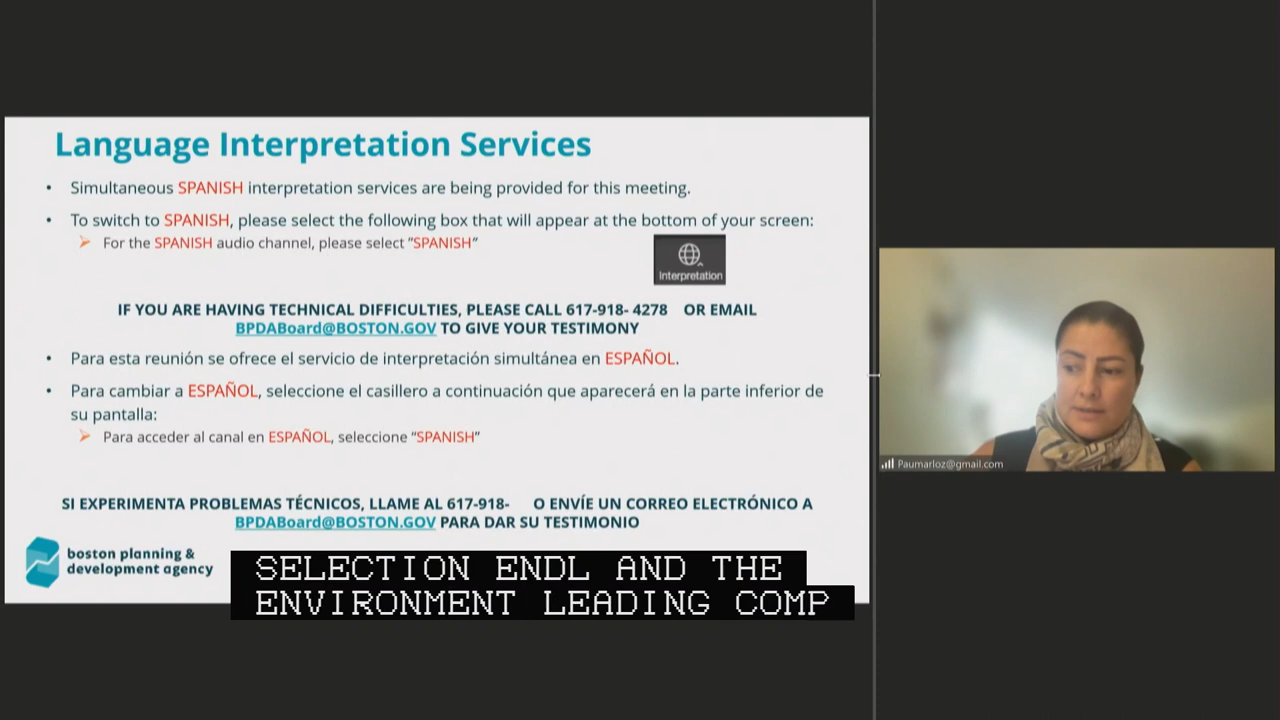 Language Interpretation Services
• Simultaneous SPANISH interpretation services are being provided for this meeting.
• To switch to SPANISH, please select the following box that will appear at the bottom of your screen:
➢ For the SPANISH audio channel, please select "SPANISH"
Interpretation
IF YOU ARE HAVING TECHNICAL DIFFICULTIES, PLEASE CALL 617-918- 4278 OR EMAIL
BPDABoard@BOSTON.GOV TO GIVE YOUR TESTIMONY
• Para esta reunión se ofrece el servicio de interpretación simultánea en ESPAÑOL.
• Para cambiar a ESPAÑOL, seleccione el casillero a continuación que aparecerá en la parte inferior de
su pantalla:
➢ Para acceder al canal en ESPAÑOL, seleccione "SPANISH"
SI EXPERIMENTA PROBLEMAS TÉCNICOS, LLAME AL 617-918- O ENVÍE UN CORREO ELECTRÓNICO A
BPDABoard@BOSTON.GOV PARA DAR SU TESTIMONIO
boston planning &
development agency
SELECTION ENDL AND THE
ENVIRONMENT LEADING COMP
Paumarloz@gmail.com